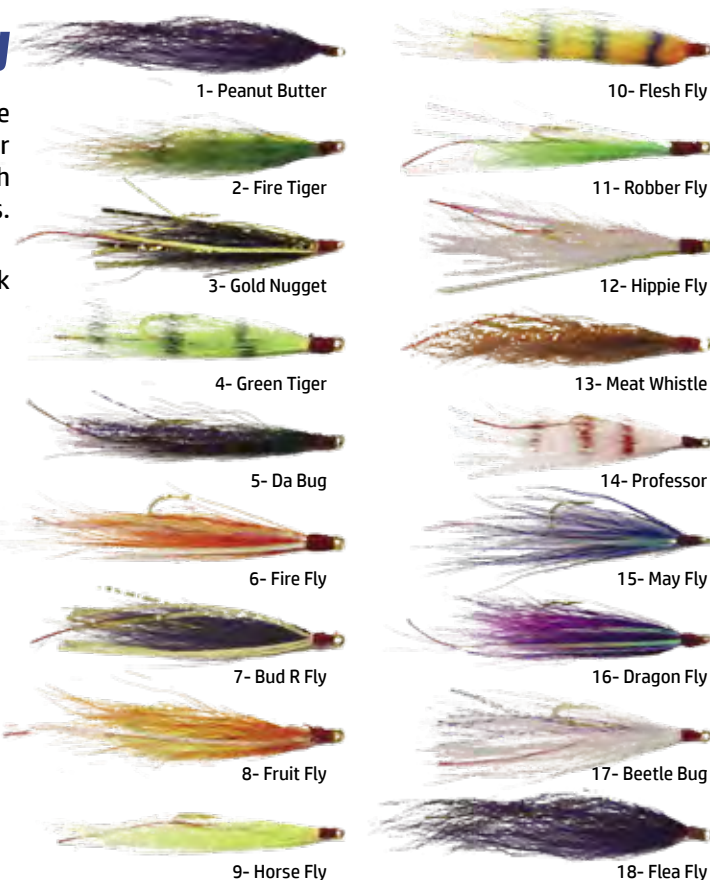 1- Peanut Butter
2- Fire Tiger
3- Gold Nugget
4- Green Tiger
5- Da Bug
6- Fire Fly
7- Bud R Fly
8- Fruit Fly
9- Horse Fly
10- Flesh Fly
11- Robber Fly
12- Hippie Fly
13- Meat Whistle
14- Professor
15- May Fly
16- Dragon Fly
17- Beetle Bug
18- Flea Fly